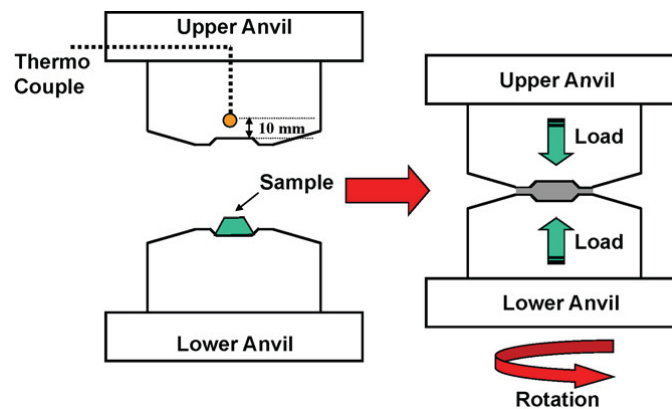 Upper Anvil
Thermo
Couple
10 mm
Sample
Lower Anvil
Upper Anvil
Load
Load
Lower Anvil
Rotation